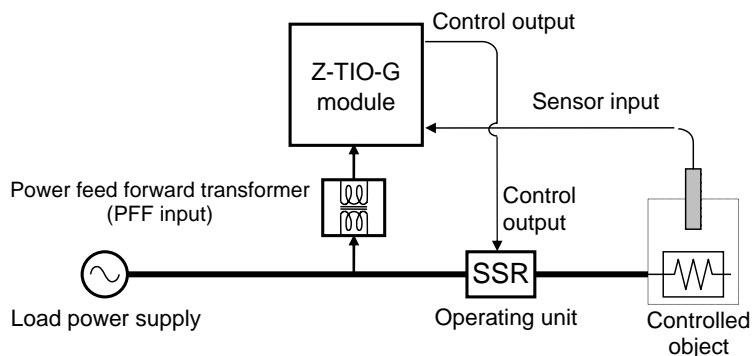 Control output
Z-TIO-G
module
Sensor input
Power feed forward transformer
(PFF input)
Control
output
SSR
Load power supply
Operating unit
Controlled
object